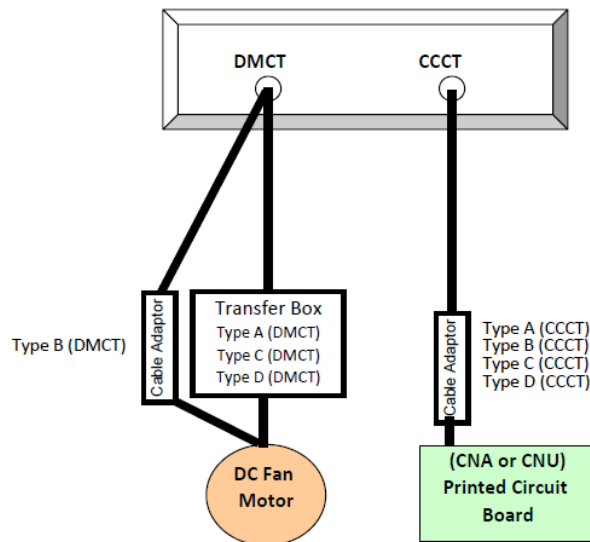 DMCT
CCCT
Type B (DMCT)
Cable Adaptor
Transfer Box
Type A (DMCT)
Type C (DMCT)
Type D (DMCT)
Cable Adaptor
Type A (CCCT)
Type B (CCCT)
Type C (CCCT)
Type D (CCCT)
DC Fan
Motor
(CNA or CNU)
Printed Circuit
Board